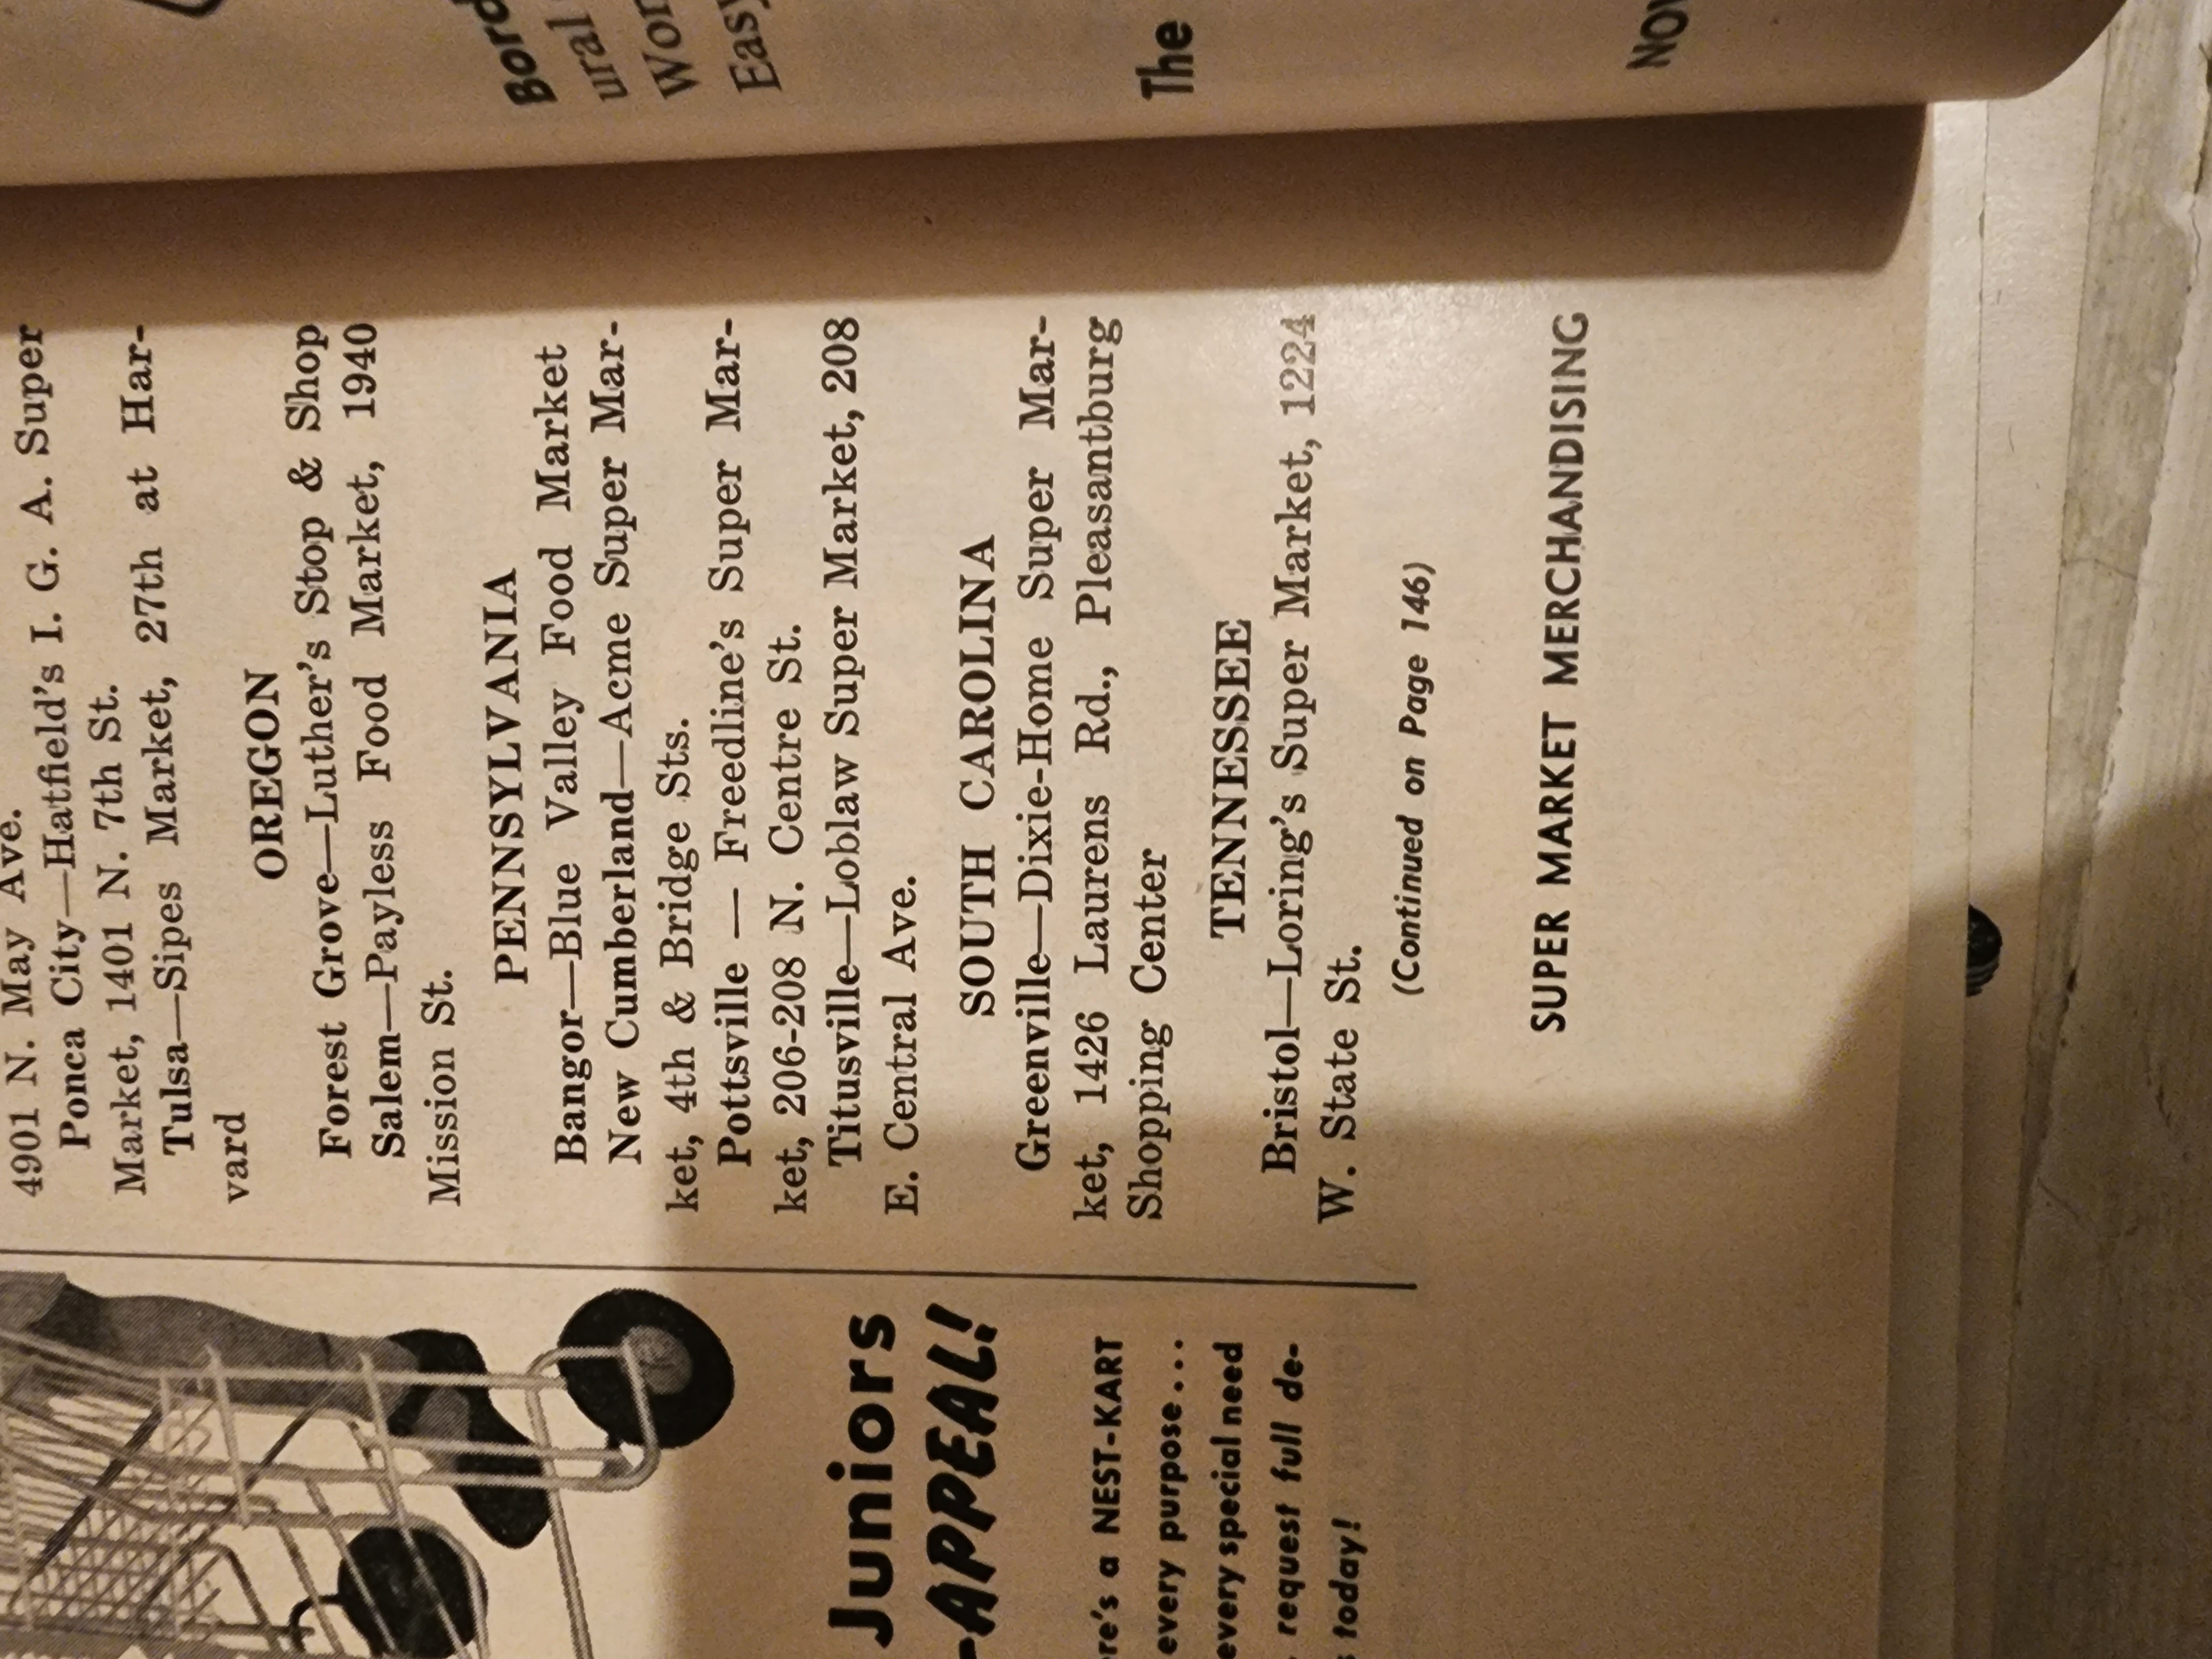 4901 N. May Ave.
Ponca City—Hatfield's I. G. A. Super
Market, 1401 N. 7th St.
Tulsa—Sipes Market, 27th at Har-
vard
OREGON
Forest Grove—Luther's Stop & Shop
Salem—Payless Food Market, 1940
Mission St.
PENNSYLVANIA
Bangor—Blue Valley Food Market
New Cumberland—Acme Super Mar-
ket, 4th & Bridge Sts.
Pottsville — Freedline's Super Mar-
ket, 206-208 N. Centre St.
Titusville—Loblaw Super Market, 208
E. Central Ave.
SOUTH CAROLINA
Greenville—Dixie-Home Super Mar-
ket, 1426 Laurens Rd., Pleasantburg
Shopping Center
TENNESSEE
Bristol—Loring's Super Market, 1224
W. State St.
(Continued on Page 146)
SUPER MARKET MERCHANDISING
Juniors
-APPEAL!
a NEST-KART
every purpose...
every special need
request full de-
today!
ural
Easy
The